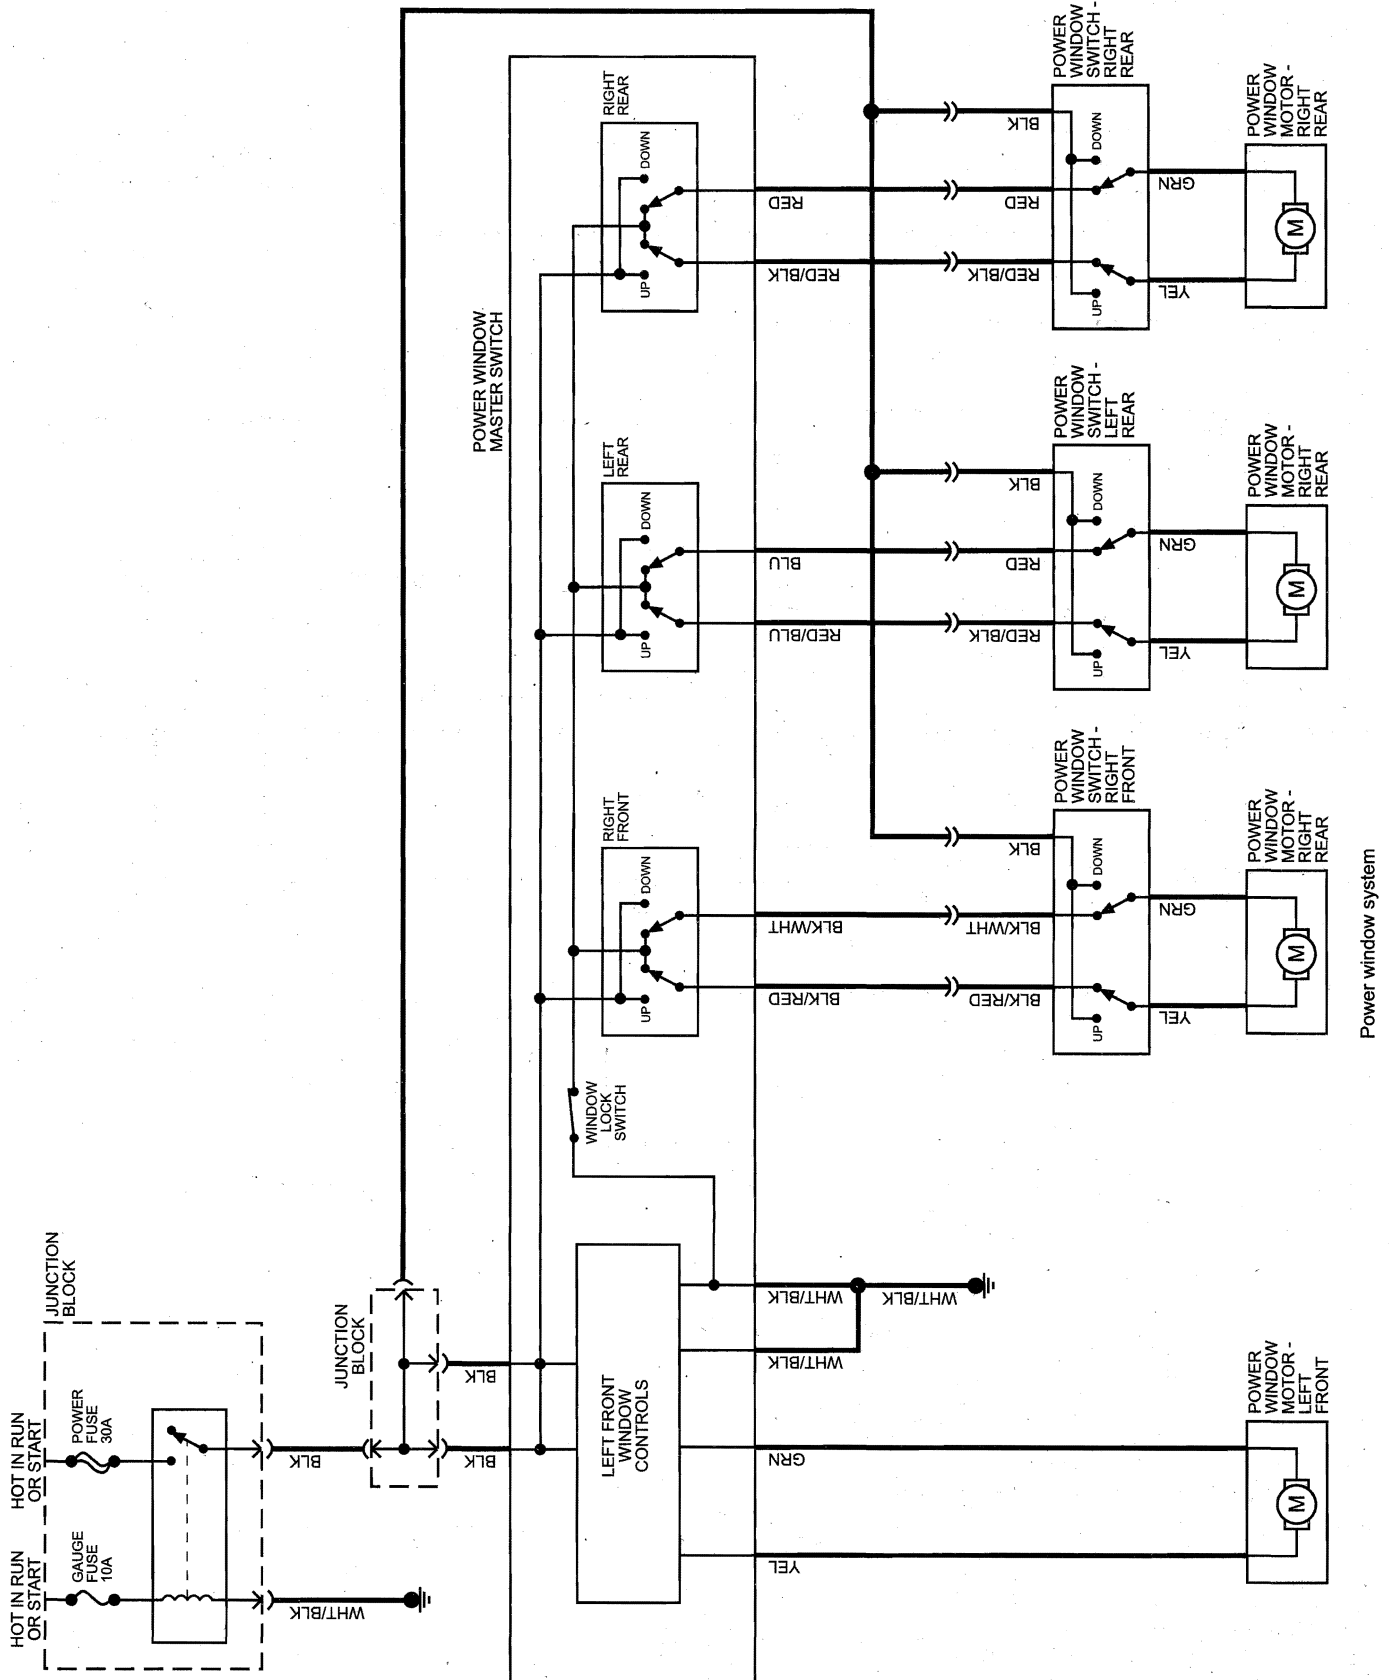 HOT IN RUN
OR START
GAUGE
FUSE
10A
HOT IN RUN
OR START
POWER
FUSE
30A
JUNCTION
BLOCK
WHT/BLK
BLK
JUNCTION
BLOCK
BLK
BLK
POWER WINDOW
MASTER SWITCH
LEFT FRONT
WINDOW
CONTROLS
WINDOW
LOCK
SWITCH
RIGHT
FRONT
UP
DOWN
LEFT
REAR
UP
DOWN
RIGHT
REAR
UP
DOWN
YEL
GRN
WHT/BLK
WHT/BLK
WHT/BLK
BLK/RED
BLK/WHT
RED/BLU
BLU
RED/BLK
RED
BLK/RED
BLK/WHT
BLK
RED/BLK
RED
BLK
RED/BLK
RED
BLK
POWER
WINDOW
SWITCH -
RIGHT
FRONT
UP
DOWN
POWER
WINDOW
SWITCH -
LEFT
REAR
UP
DOWN
POWER
WINDOW
SWITCH -
RIGHT
REAR
UP
DOWN
YEL
GRN
YEL
GRN
YEL
GRN
POWER
WINDOW
MOTOR -
LEFT
FRONT
M
POWER
WINDOW
MOTOR -
RIGHT
REAR
M
POWER
WINDOW
MOTOR -
RIGHT
REAR
M
POWER
WINDOW
MOTOR -
RIGHT
REAR
M
Power window system